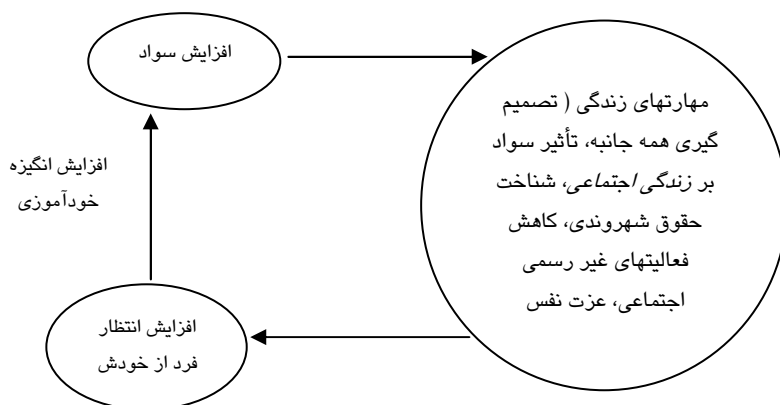 افزایش سواد
مهارتهای زندگی ( تصمیم
گیری همه جانبه، تأثیر سواد
بر زندگی اجتماعی، شناخت
حقوق شهروندی، کاهش
فعالیتهای غیر رسمی
اجتماعی، عزت نفس
افزایش انگیزه
خودآموزی
افزایش انتظار
فرد از خودش